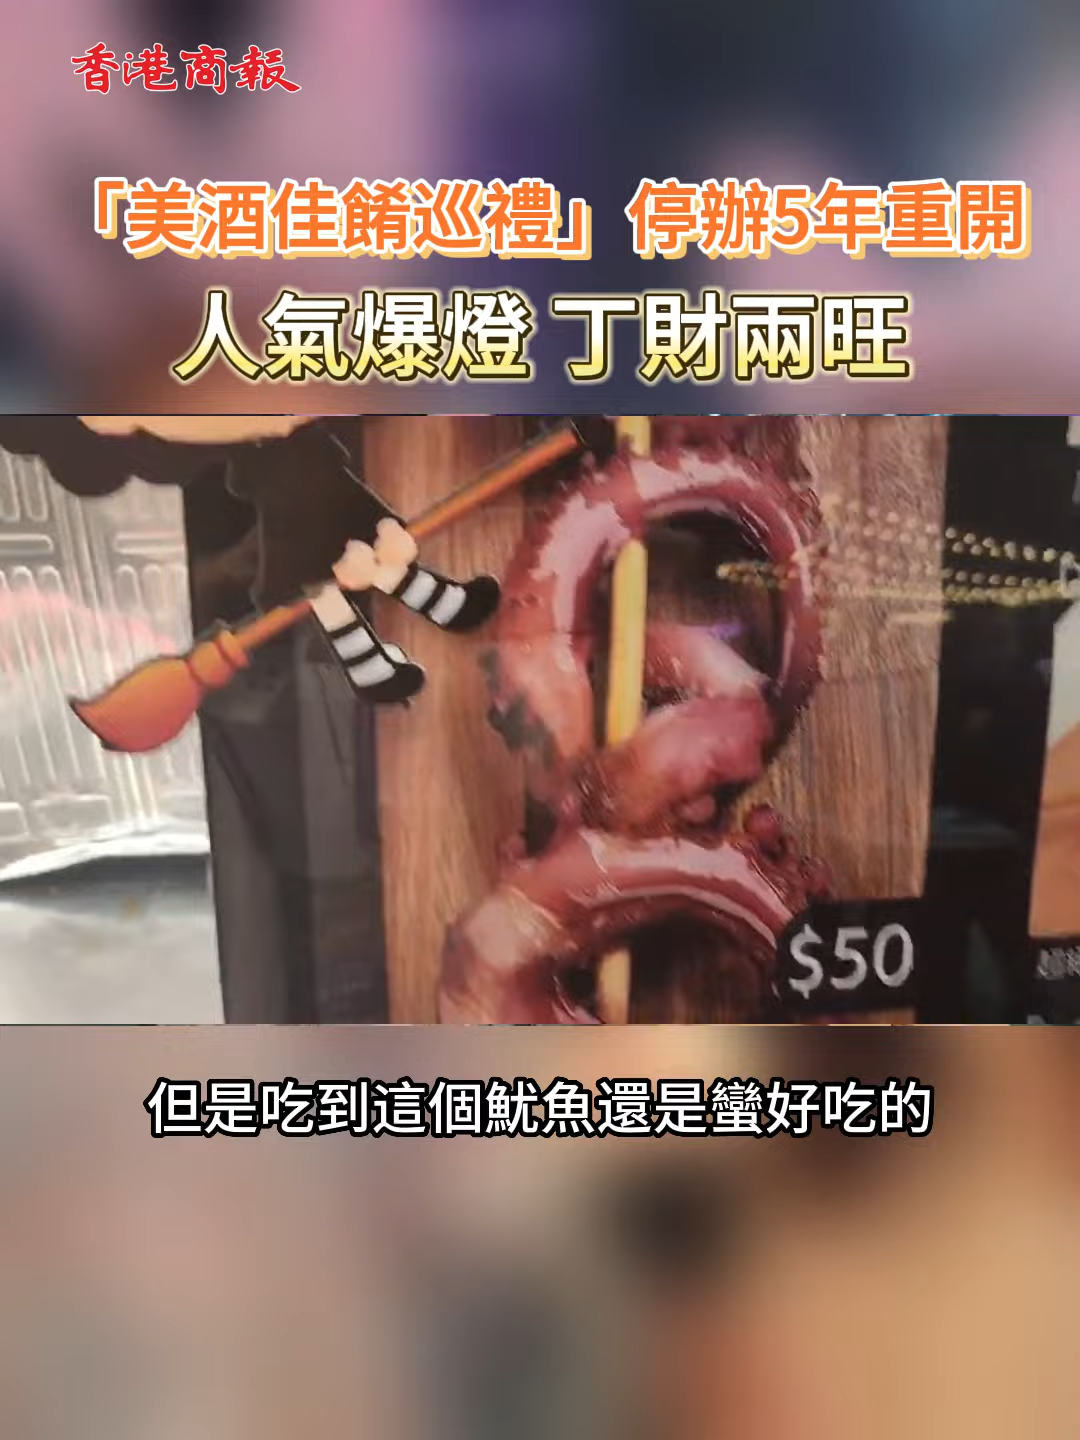 香港商報
「美酒佳餚巡禮」停辦5年重開
人氣爆燈 丁財兩旺
$50
但是吃到這個魷魚還是蠻好吃的